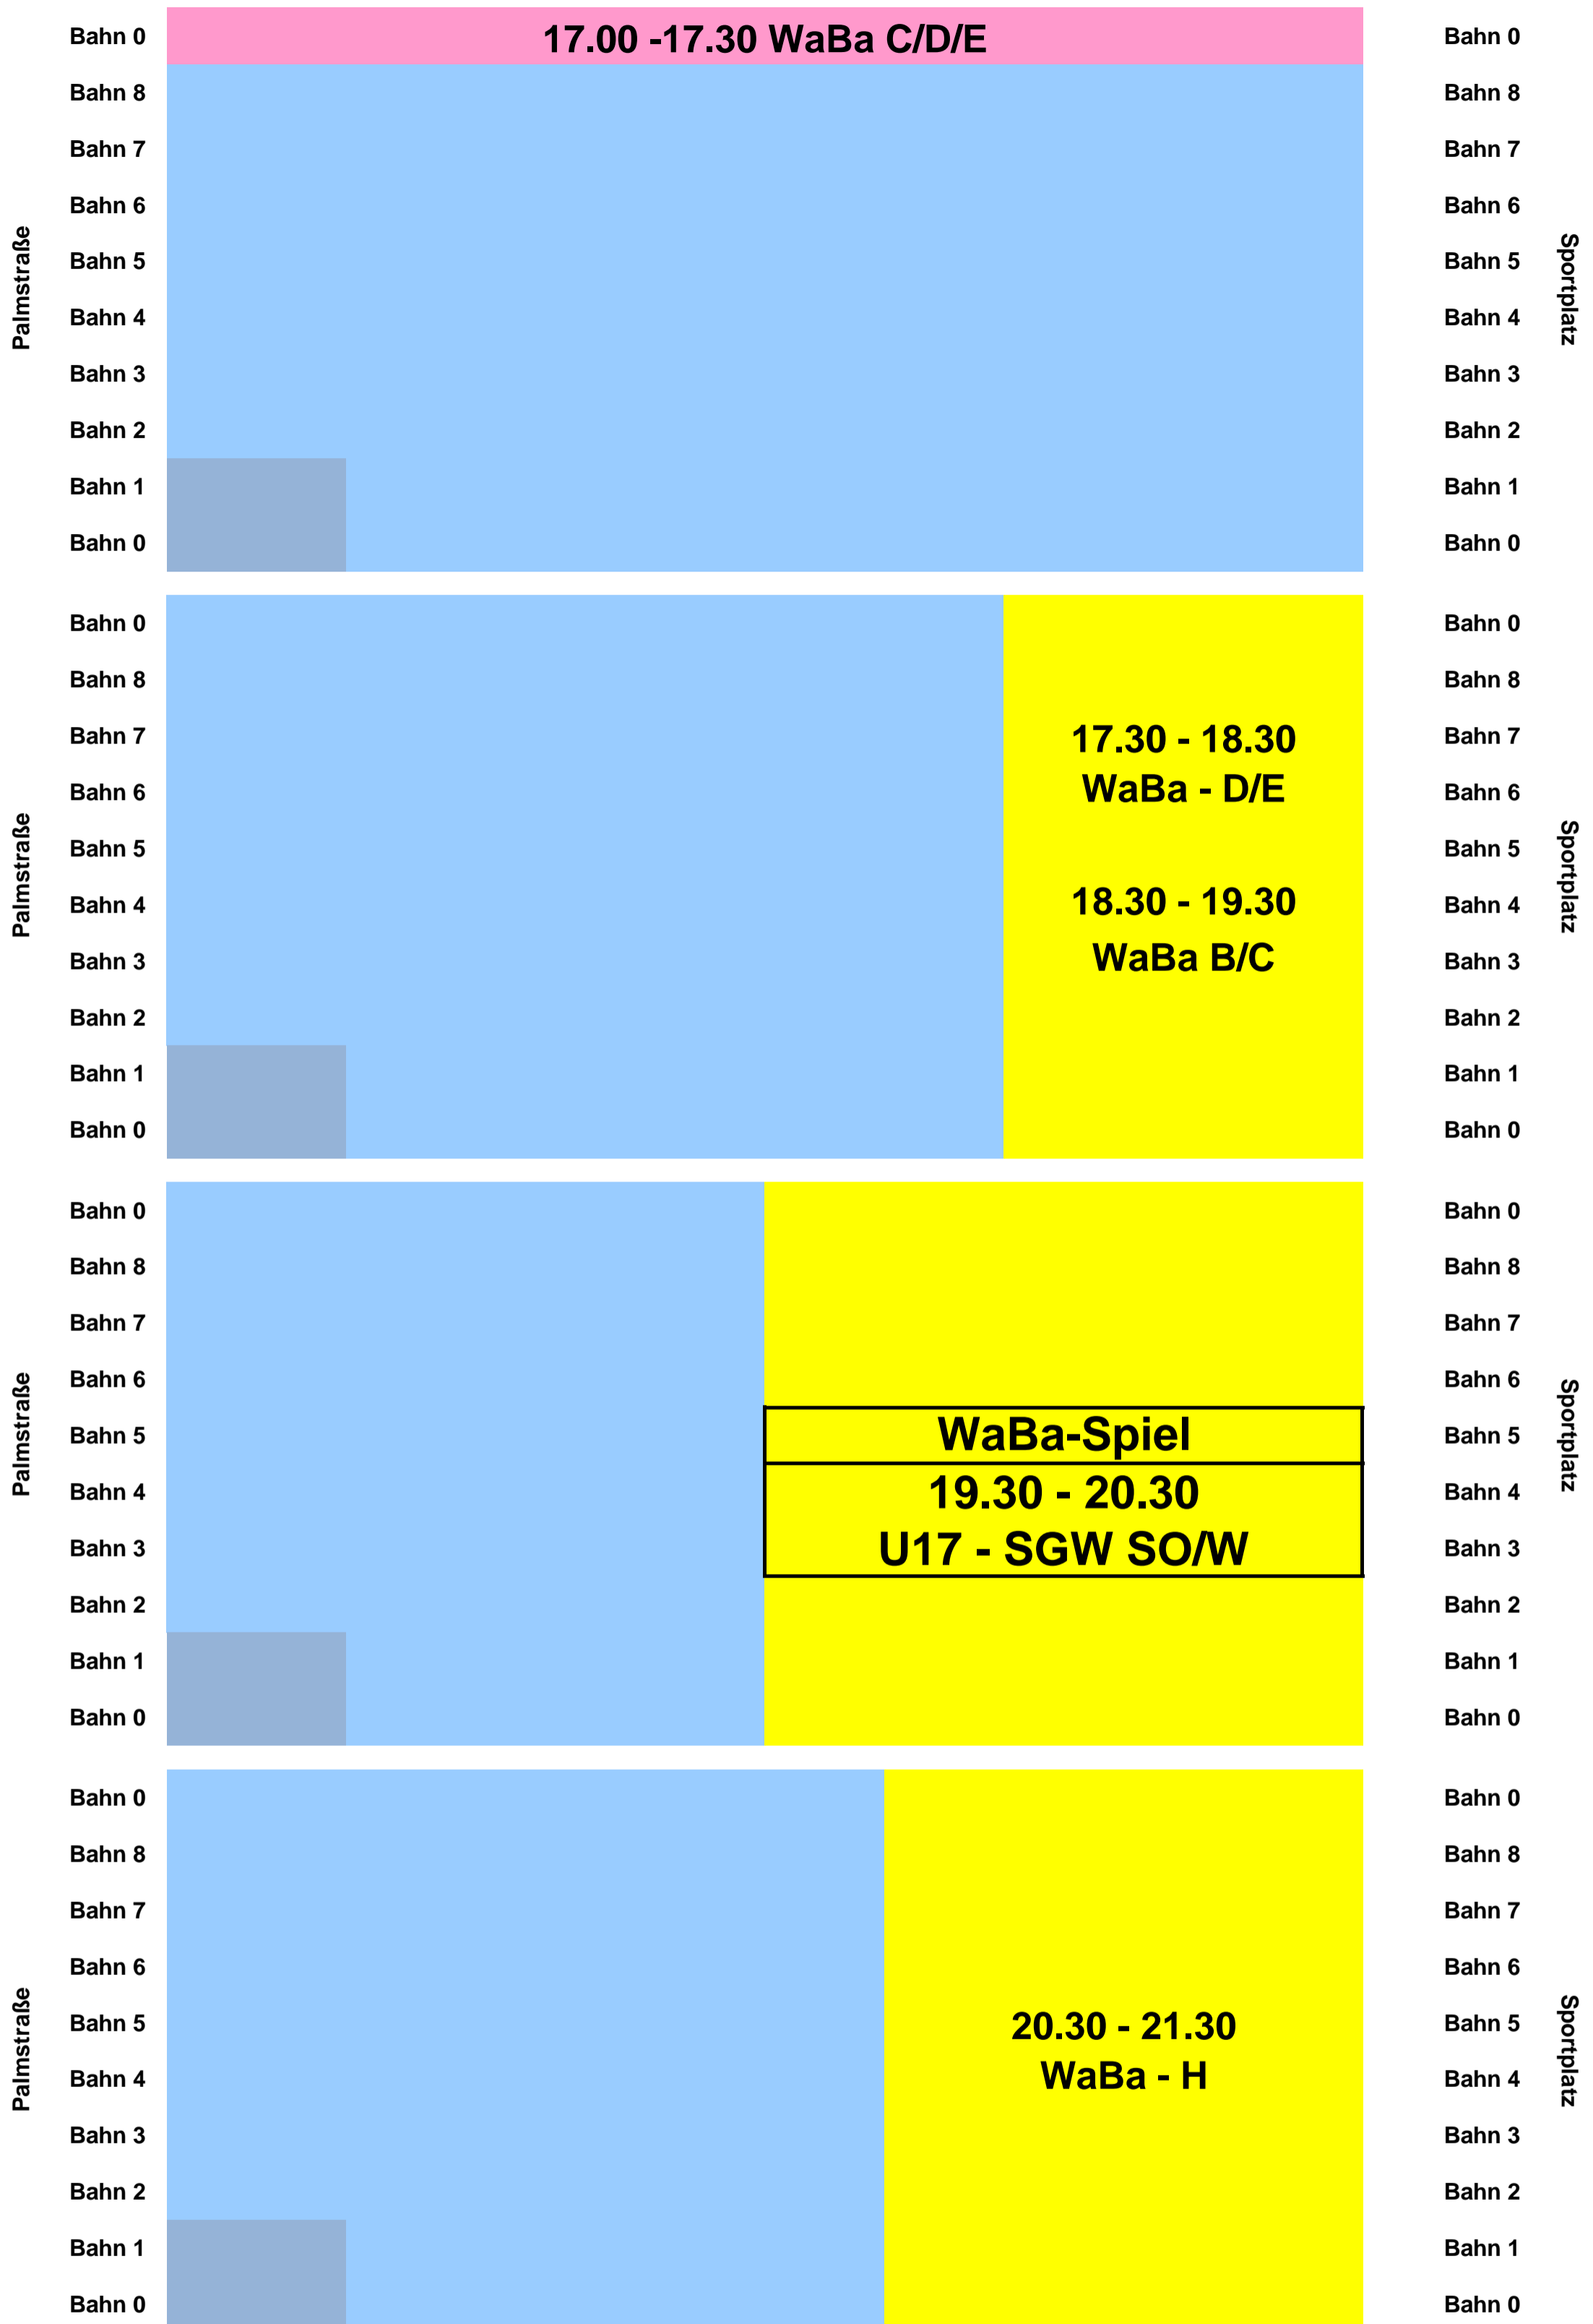 Bahn 0 17.00 -17.30 WaBa C/D/E Bahn 0
Bahn 8 Bahn 8
Bahn 7 Bahn 7
Bahn 6 Bahn 6
Palmstraße Sportplatz
Bahn 5 Bahn 5
Bahn 4 Bahn 4
Bahn 3 Bahn 3
Bahn 2 Bahn 2
Bahn 1 Bahn 1
Bahn 0 Bahn 0
Bahn 0 Bahn 0
Bahn 8 Bahn 8
Bahn 7 17.30 - 18.30 Bahn 7
Bahn 6 WaBa - D/E Bahn 6
Palmstraße Sportplatz
Bahn 5 Bahn 5
Bahn 4 18.30 - 19.30 Bahn 4
Bahn 3 WaBa B/C Bahn 3
Bahn 2 Bahn 2
Bahn 1 Bahn 1
Bahn 0 Bahn 0
Bahn 0 Bahn 0
Bahn 8 Bahn 8
Bahn 7 Bahn 7
Bahn 6 Bahn 6
Palmstraße Sportplatz
Bahn 5 WaBa-Spiel Bahn 5
Bahn 4 19.30 - 20.30 Bahn 4
Bahn 3 U17 - SGW SO/W Bahn 3
Bahn 2 Bahn 2
Bahn 1 Bahn 1
Bahn 0 Bahn 0
Bahn 0 Bahn 0
Bahn 8 Bahn 8
Bahn 7 Bahn 7
Bahn 6 Bahn 6
Palmstraße Sportplatz
Bahn 5 20.30 - 21.30 Bahn 5
Bahn 4 WaBa - H Bahn 4
Bahn 3 Bahn 3
Bahn 2 Bahn 2
Bahn 1 Bahn 1
Bahn 0 Bahn 0